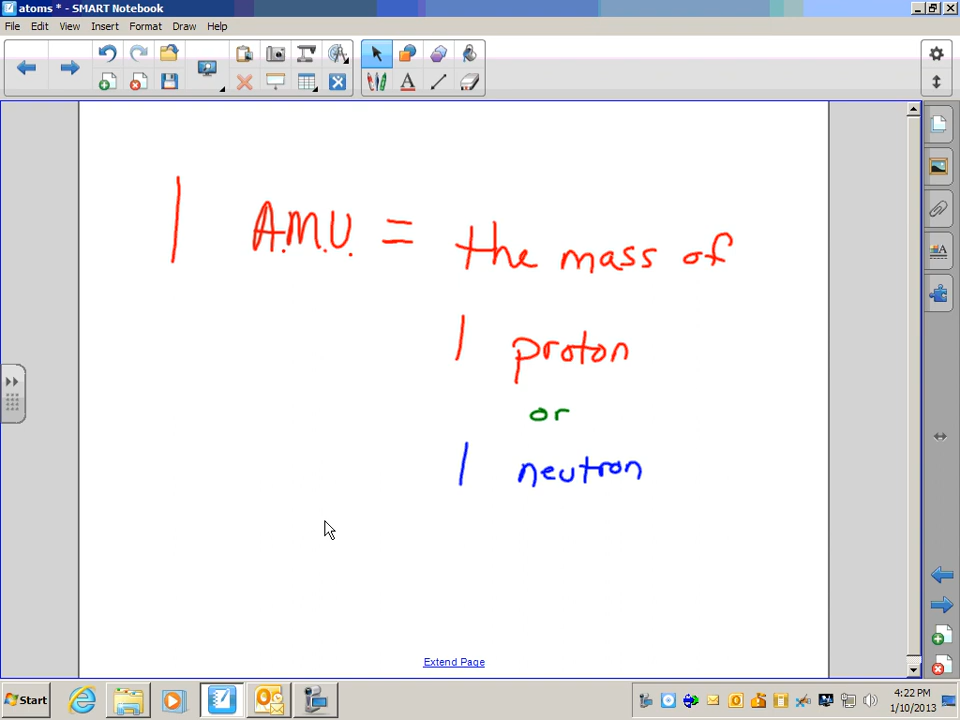 atoms * - SMART Notebook
File Edit View Insert Format Draw Help
1 A.M.U. = the mass of
1 proton
or
1 neutron
Extend Page
Start
4:22 PM
1/10/2013